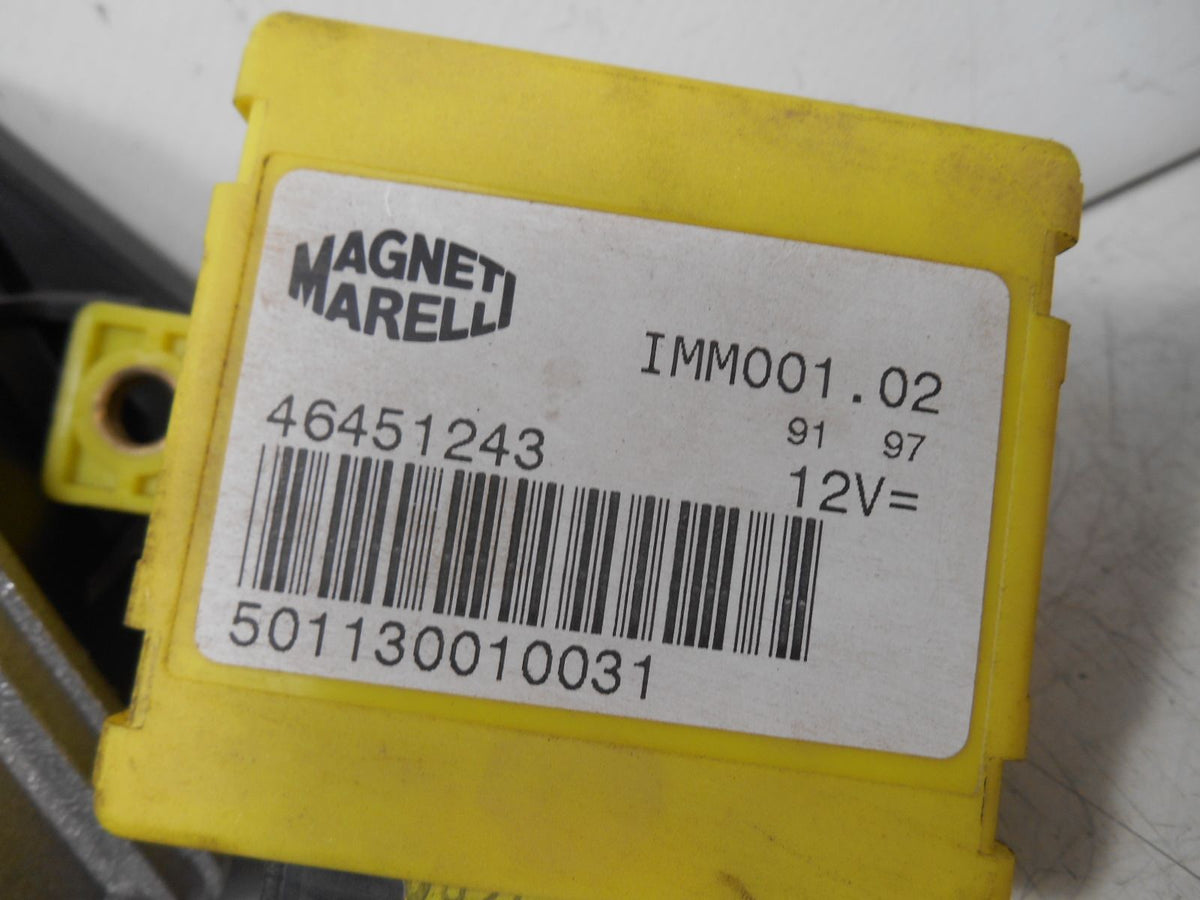 MAGNETI
MARELLI
IMM001.02
46451243
91 97
12V=
501130010031